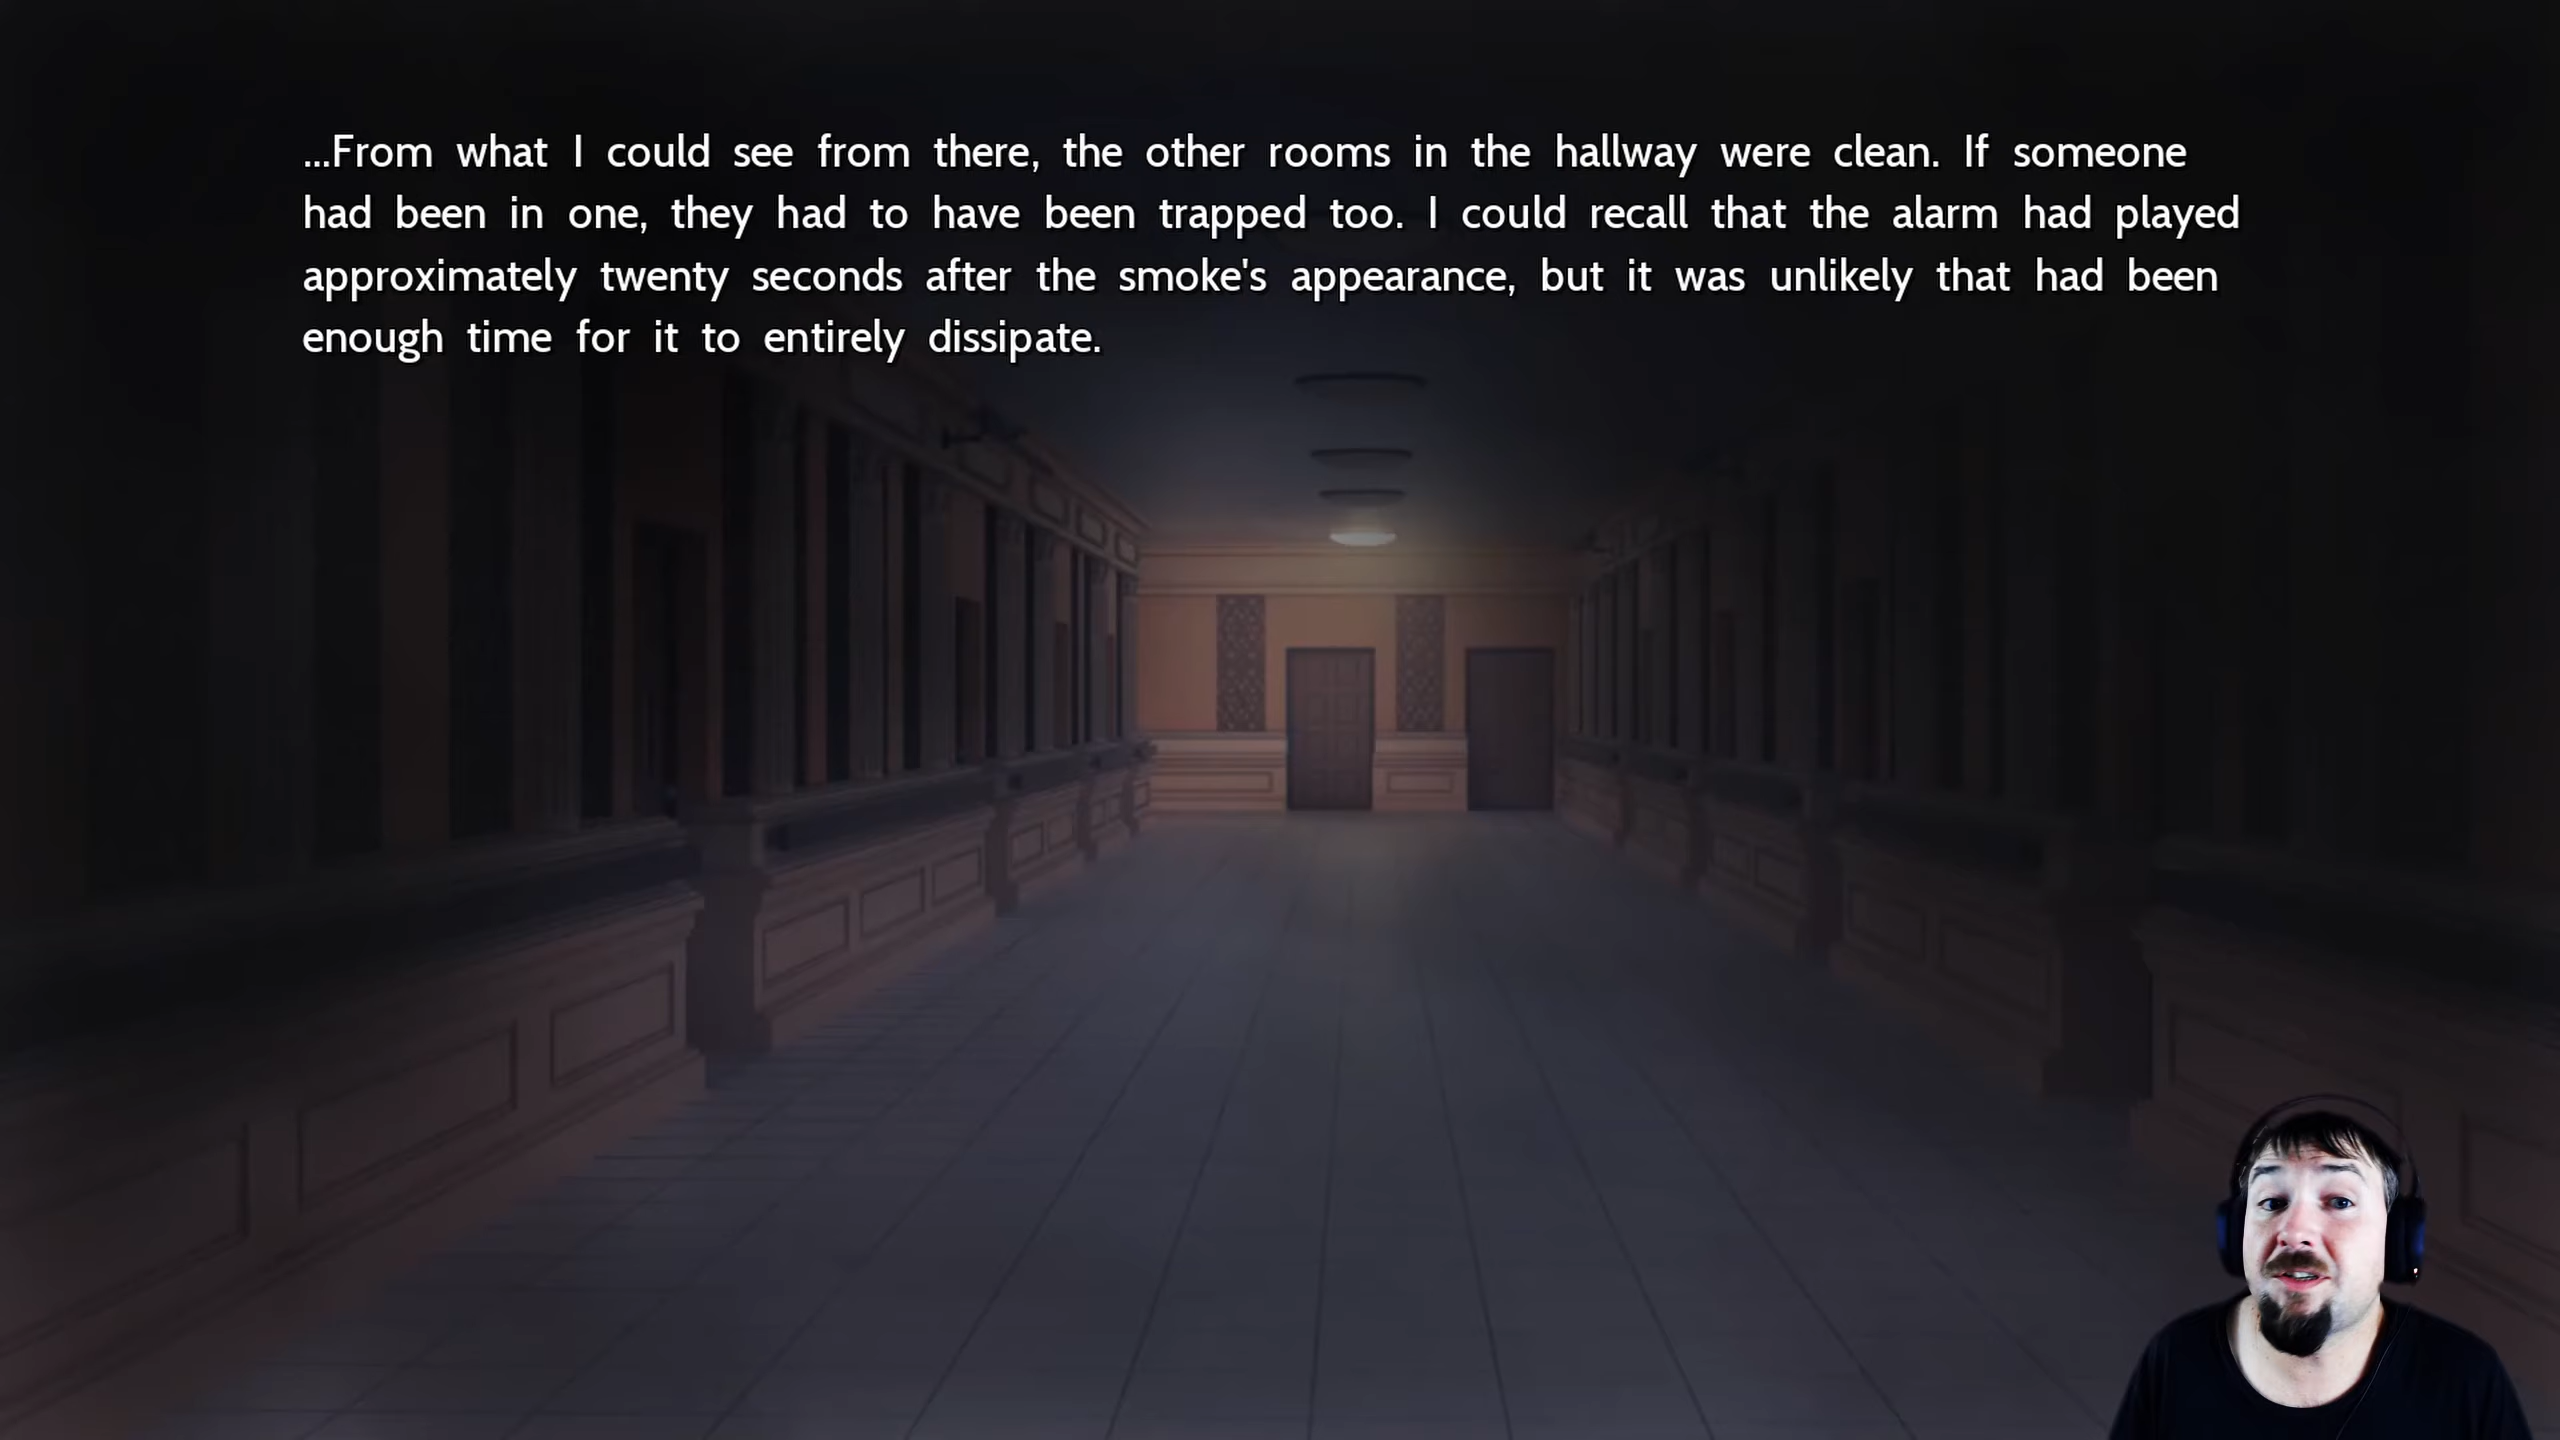 ...From what I could see from there, the other rooms in the hallway were clean. If someone
had been in one, they had to have been trapped too. I could recall that the alarm had played
approximately twenty seconds after the smoke's appearance, but it was unlikely that had been
enough time for it to entirely dissipate.